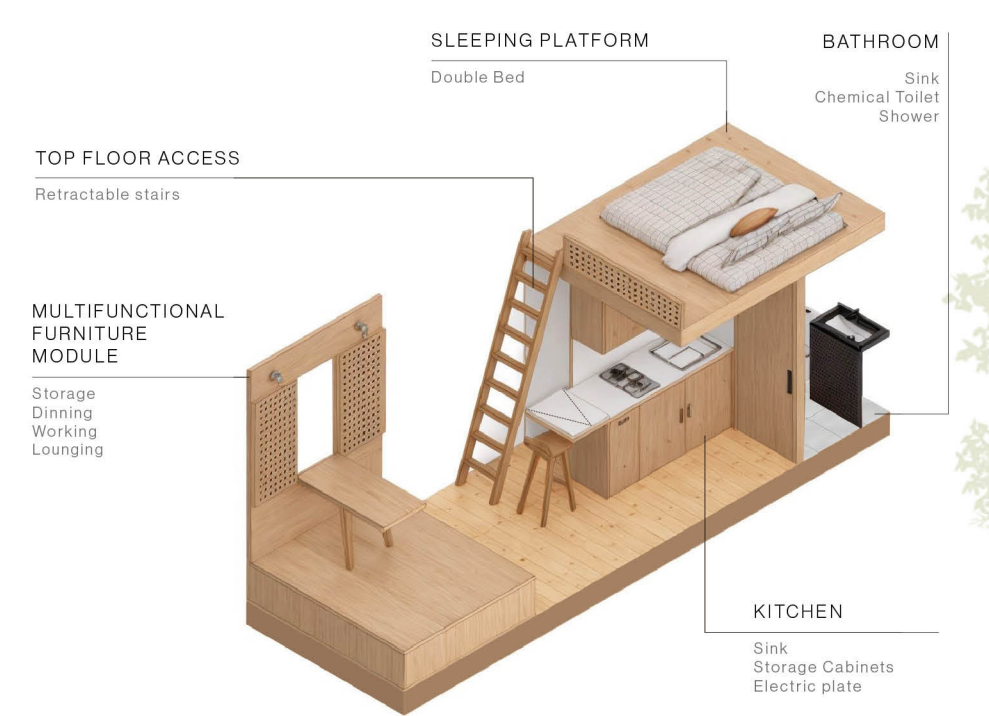 SLEEPING PLATFORM
Double Bed
BATHROOM
Sink
Chemical Toilet
Shower
TOP FLOOR ACCESS
Retractable stairs
MULTIFUNCTIONAL
FURNITURE
MODULE
Storage
Dinning
Working
Lounging
KITCHEN
Sink
Storage Cabinets
Electric plate